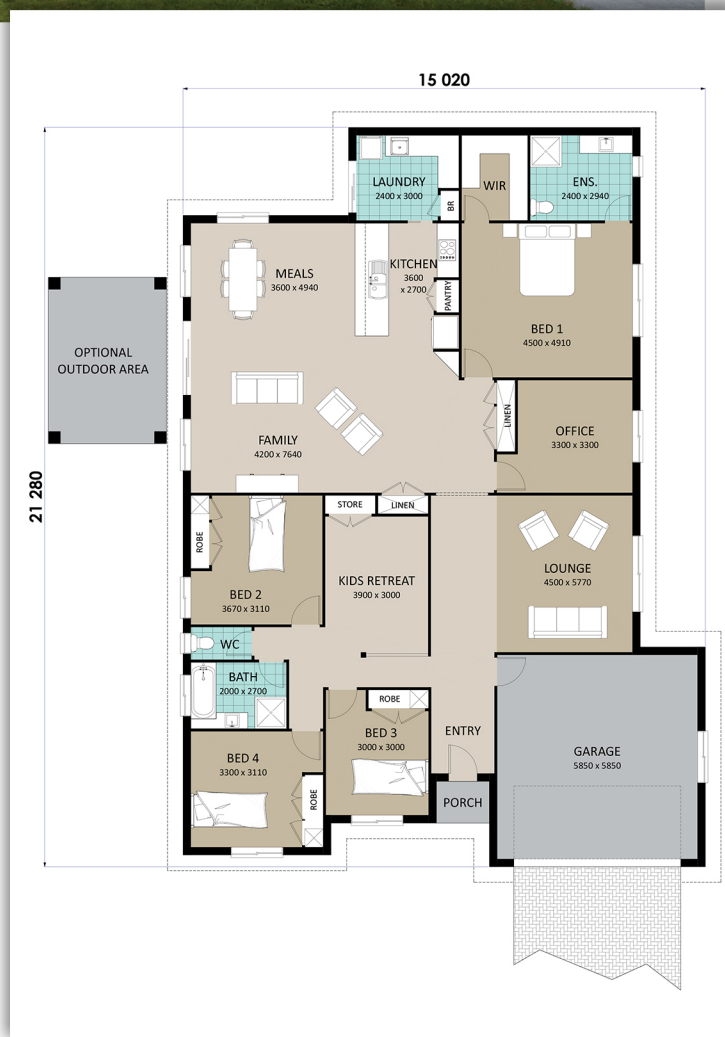 15 020
21 280
LAUNDRY
2400 x 3000
BR
WIR
ENS.
2400 x 2940
MEALS
3600 x 4940
KITCHEN
3600
x 2700
PANTRY
BED 1
4500 x 4910
OPTIONAL
OUTDOOR AREA
FAMILY
4200 x 7640
LINEN
OFFICE
3300 x 3300
ROBE
BED 2
3670 x 3110
STORE
LINEN
KIDS RETREAT
3900 x 3000
LOUNGE
4500 x 5770
WC
BATH
2000 x 2700
ROBE
BED 3
3000 x 3000
ENTRY
BED 4
3300 x 3110
ROBE
PORCH
GARAGE
5850 x 5850